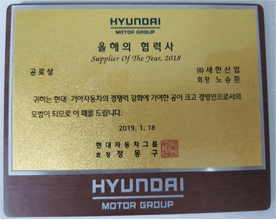 HYUNDAI
MOTOR GROUP
올해의 협력사
Supplier Of The Year, 2018
공로상
㈜ 새한산업
회장 노승환
귀하는 현대·기아자동차의 경쟁력 강화에 기여한 공이 크고 경영인으로서의
모범이 되므로 이 패를 드립니다.
2019. 1. 18
현대자동차그룹
회장 정몽구
HYUNDAI
MOTOR GROUP